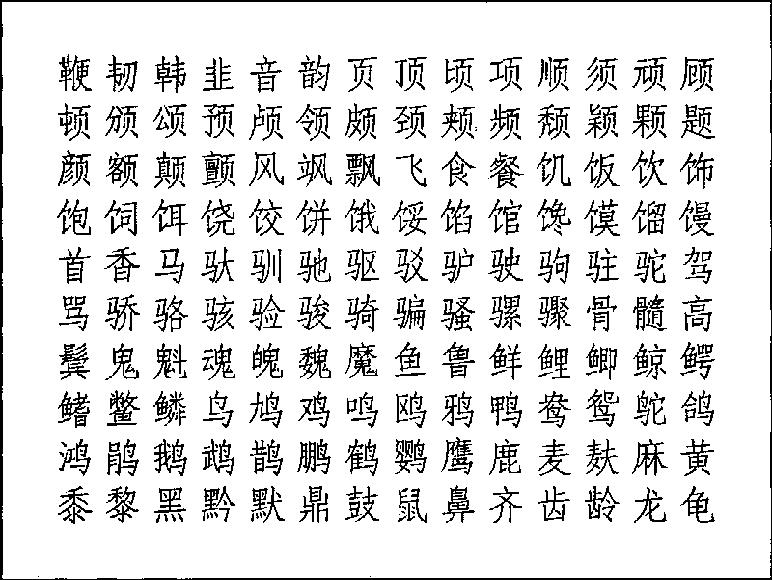 鞭韧韩韭音韵页顶顷项顺须顽顾
顿颁颂预颅领颇颈颊频颓颖颗题
颜额颠颤风飒飘飞食餐饥饭饮饰
饱饲饵饶饺饼饿馁馅馆馋馍馏馒
首香马驮驯驰驱驳驴驶驹驻驼驾
骂骄骆骇验骏骑骗骚骡骤骨髓高
鬓鬼魁魂魄魏魔鱼鲁鲜鲤鲫鲸鳄
鳍鳖鳞鸟鸠鸡鸣鸥鸦鸭鸯鸳鸵鸽
鸿鹃鹅鹉鹊鹏鹤鹦鹰鹿麦麸麻黄
黍黎黑黔默鼎鼓鼠鼻齐齿龄龙龟